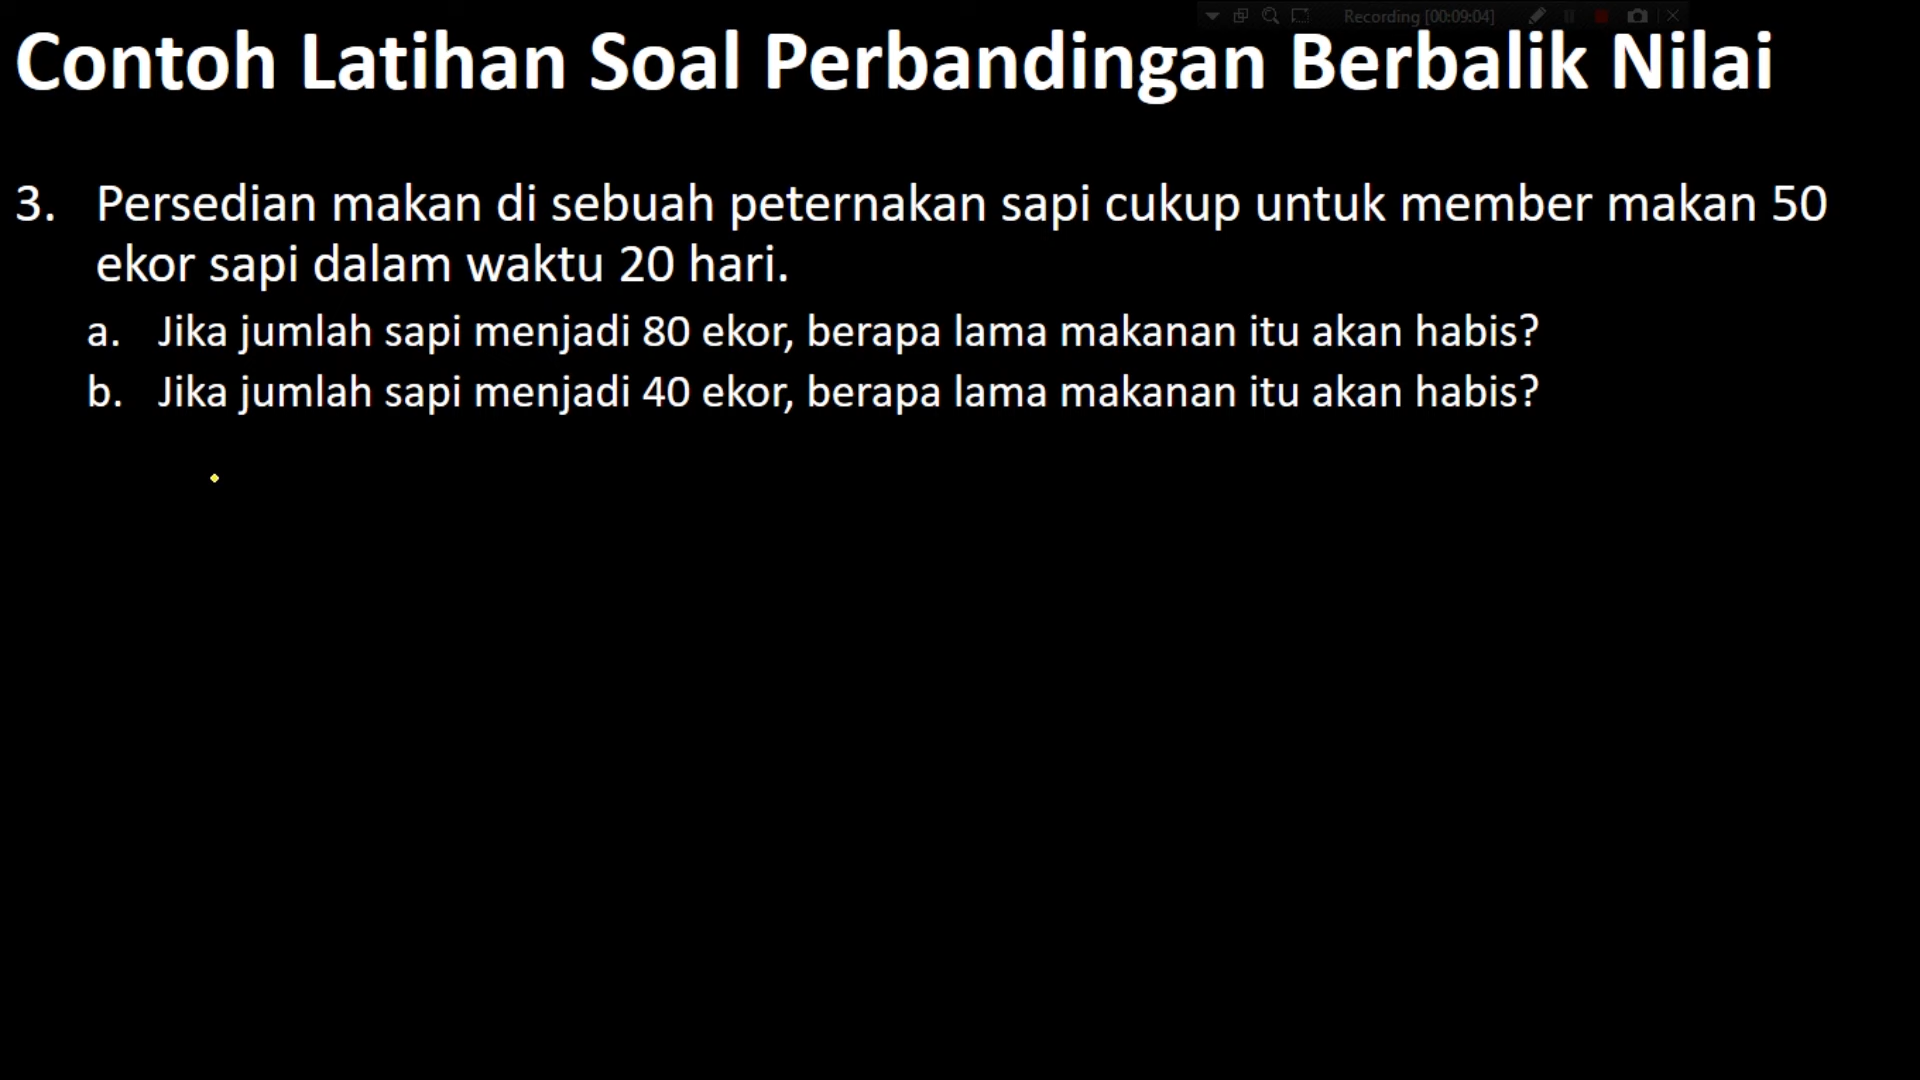 Recording [00:09:04]
Contoh Latihan Soal Perbandingan Berbalik Nilai
3. Persedian makan di sebuah peternakan sapi cukup untuk member makan 50
ekor sapi dalam waktu 20 hari.
a. Jika jumlah sapi menjadi 80 ekor, berapa lama makanan itu akan habis?
b. Jika jumlah sapi menjadi 40 ekor, berapa lama makanan itu akan habis?